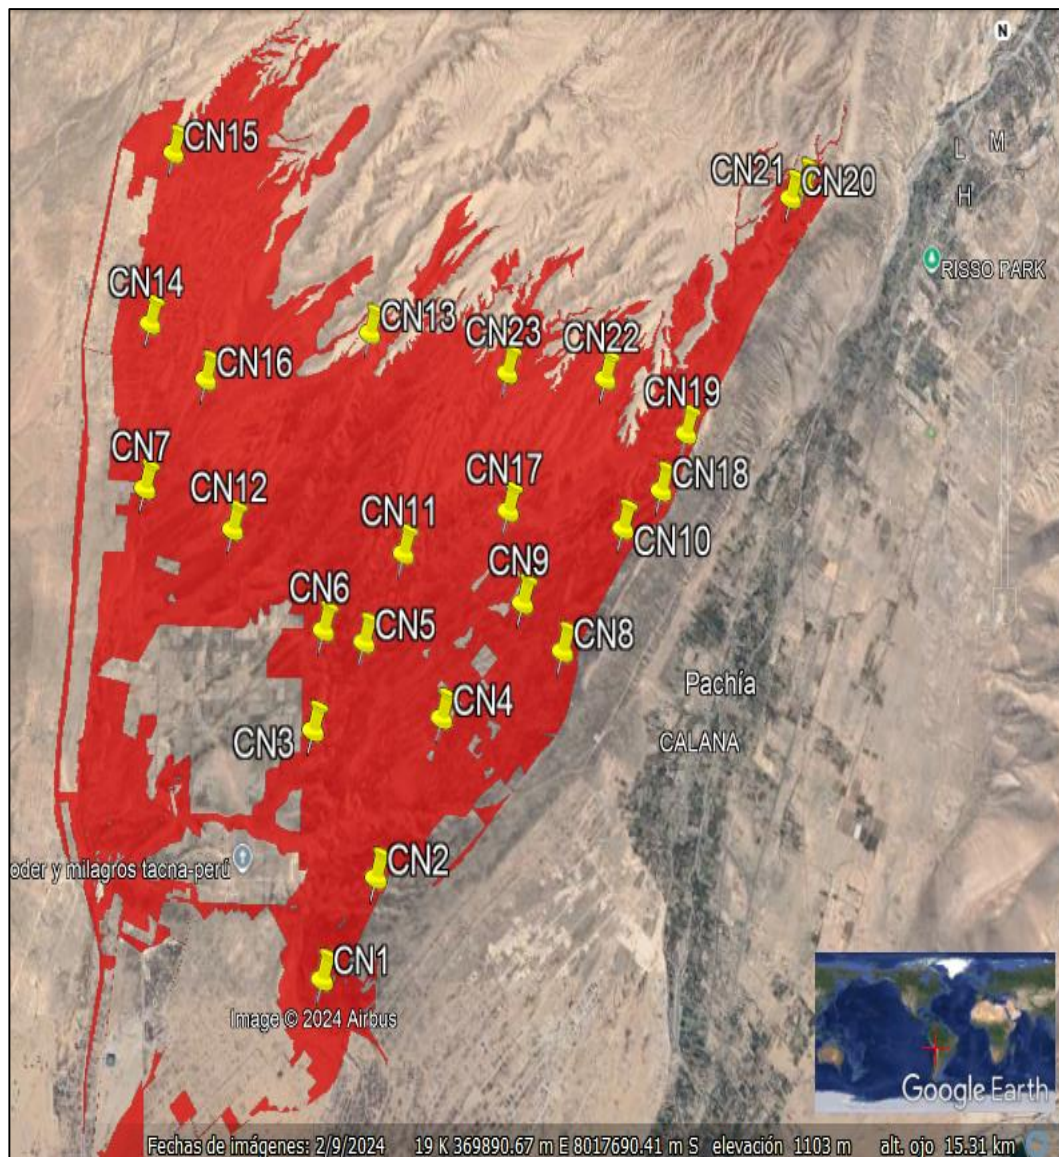 N
M
L
H
CN15
CN21
CN20
RISSO PARK
CN14
CN13
CN23
CN22
CN16
CN19
CN7
CN17
CN18
CN12
CN11
CN10
CN9
CN6
CN5
CN8
Pachía
CN4
CN3
CALANA
CN2
oder y milagros tacna-perú
CN1
Image © 2024 Airbus
Google Earth
Fechas de imágenes: 2/9/2024 19 K 369890.67 m E 8017690.41 m S elevación 1103 m alt. ojo 15.31 km